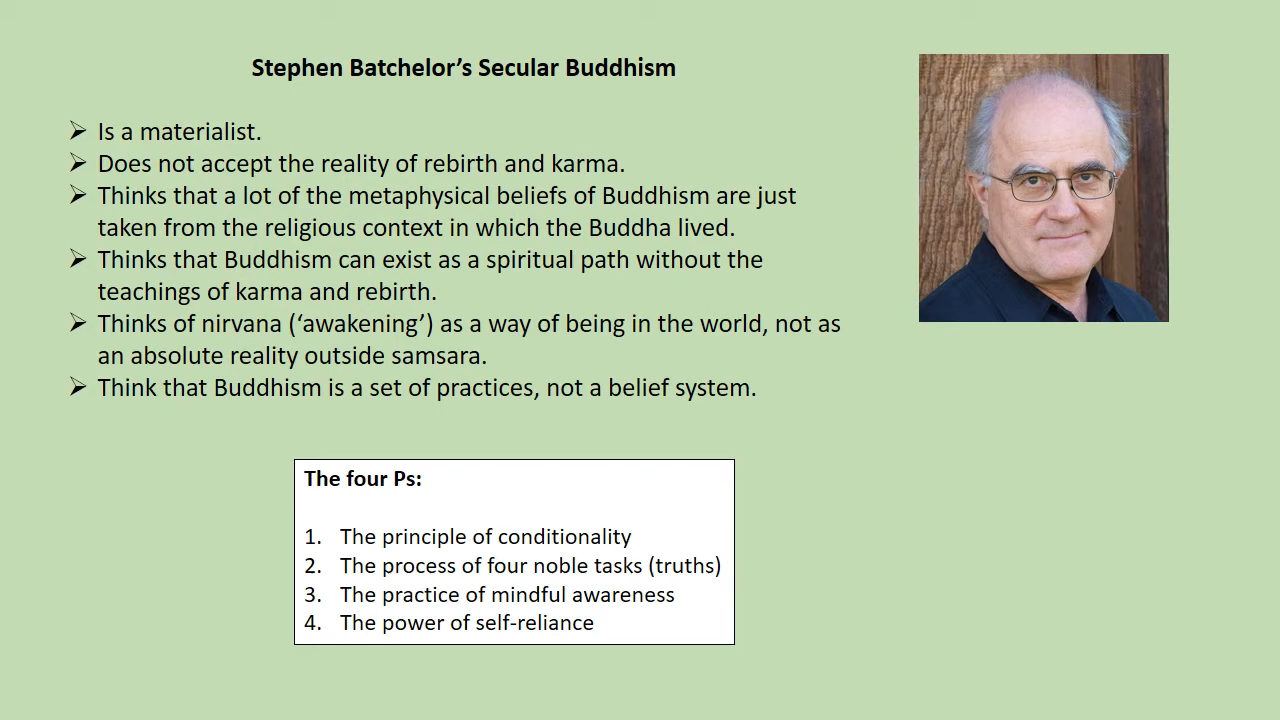 Stephen Batchelor’s Secular Buddhism
➢ Is a materialist.
➢ Does not accept the reality of rebirth and karma.
➢ Thinks that a lot of the metaphysical beliefs of Buddhism are just
taken from the religious context in which the Buddha lived.
➢ Thinks that Buddhism can exist as a spiritual path without the
teachings of karma and rebirth.
➢ Thinks of nirvana (‘awakening’) as a way of being in the world, not as
an absolute reality outside samsara.
➢ Think that Buddhism is a set of practices, not a belief system.
The four Ps:
1. The principle of conditionality
2. The process of four noble tasks (truths)
3. The practice of mindful awareness
4. The power of self-reliance